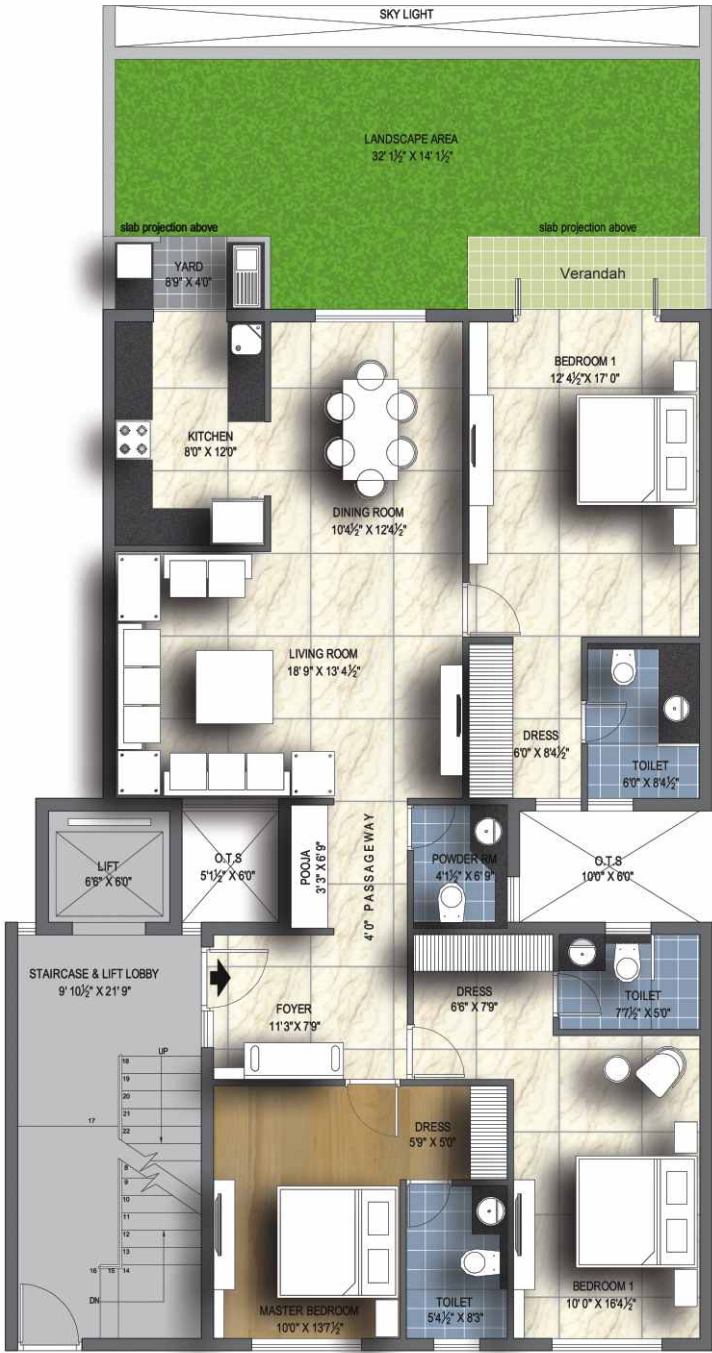 SKY LIGHT
LANDSCAPE AREA
32' 1½" X 14' 1½"
slab projection above
slab projection above
YARD
8'9" X 4'0"
Verandah
BEDROOM 1
12' 4½"X 17' 0"
KITCHEN
8'0" X 12'0"
DINING ROOM
10'4½" X 12'4½"
LIVING ROOM
18' 9" X 13' 4½"
DRESS
6'0" X 8'4½"
TOILET
6'0" X 8'4½"
LIFT
6'6" X 6'0"
O.T.S
5'1½" X 6'0"
POOJA
3' 3" X 6' 9"
4'0" PASSAGEWAY
POWDER RM
4'1½" X 6' 9"
O.T.S
10'0" X 6'0"
STAIRCASE & LIFT LOBBY
9' 10½" X 21' 9"
FOYER
11'3" X 7'9"
DRESS
6'6" X 7'9"
TOILET
7'7½" X 5'0"
UP
18
19
20
21
22
17
8
9
10
11
12
13
16 15 14
DN
DRESS
5'9" X 5'0"
MASTER BEDROOM
10'0" X 13'7½"
TOILET
5'4½" X 8'3"
BEDROOM 1
10' 0" X 16'4½"